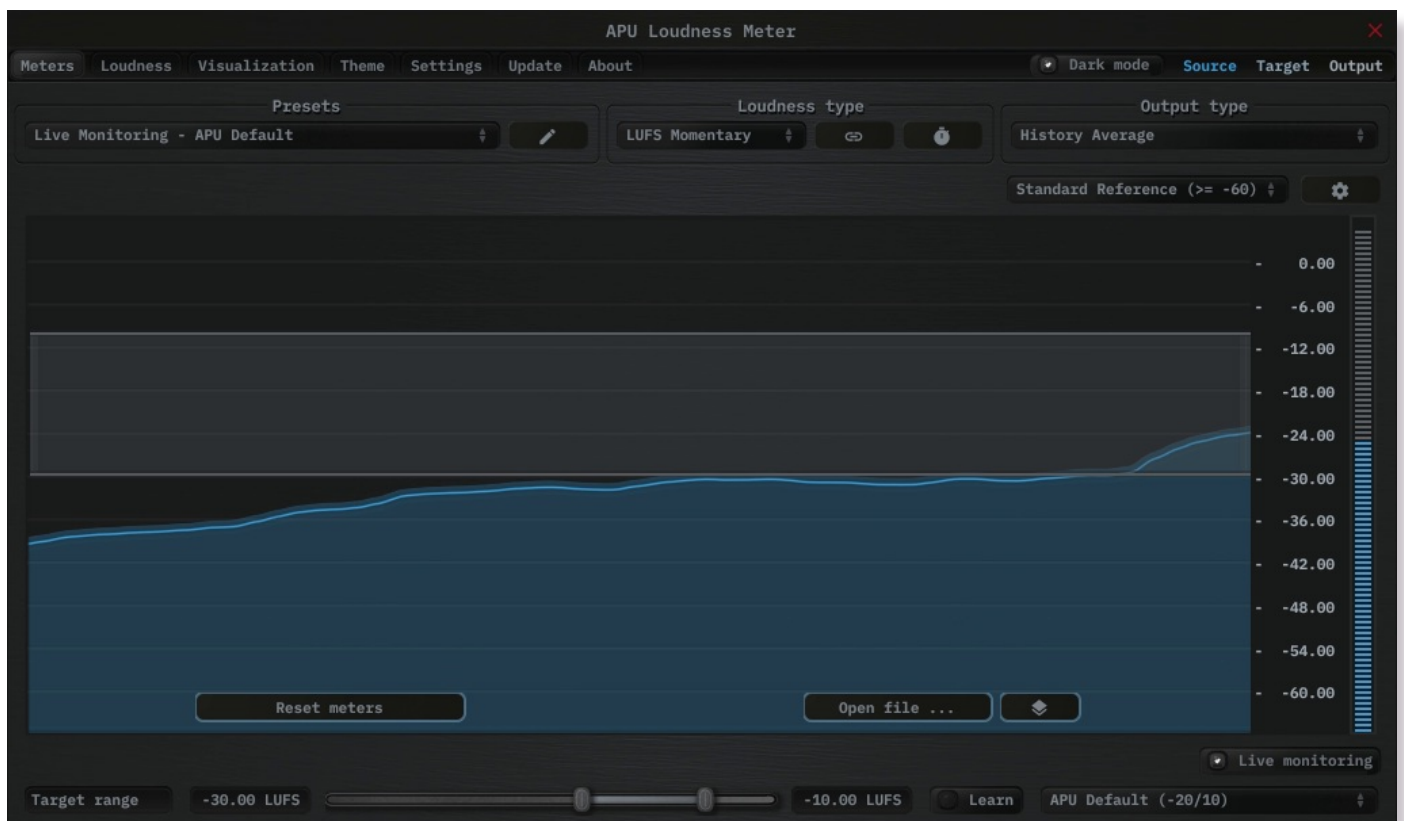 APU Loudness Meter
Meters Loudness Visualization Theme Settings Update About Dark mode Source Target Output
Presets Loudness type Output type
Live Monitoring - APU Default LUFS Momentary History Average
Standard Reference (>= -60)
- 0.00
- -6.00
- -12.00
- -18.00
- -24.00
- -30.00
- -36.00
- -42.00
- -48.00
- -54.00
- -60.00
Reset meters Open file ...
Live monitoring
Target range -30.00 LUFS -10.00 LUFS Learn APU Default (-20/10)